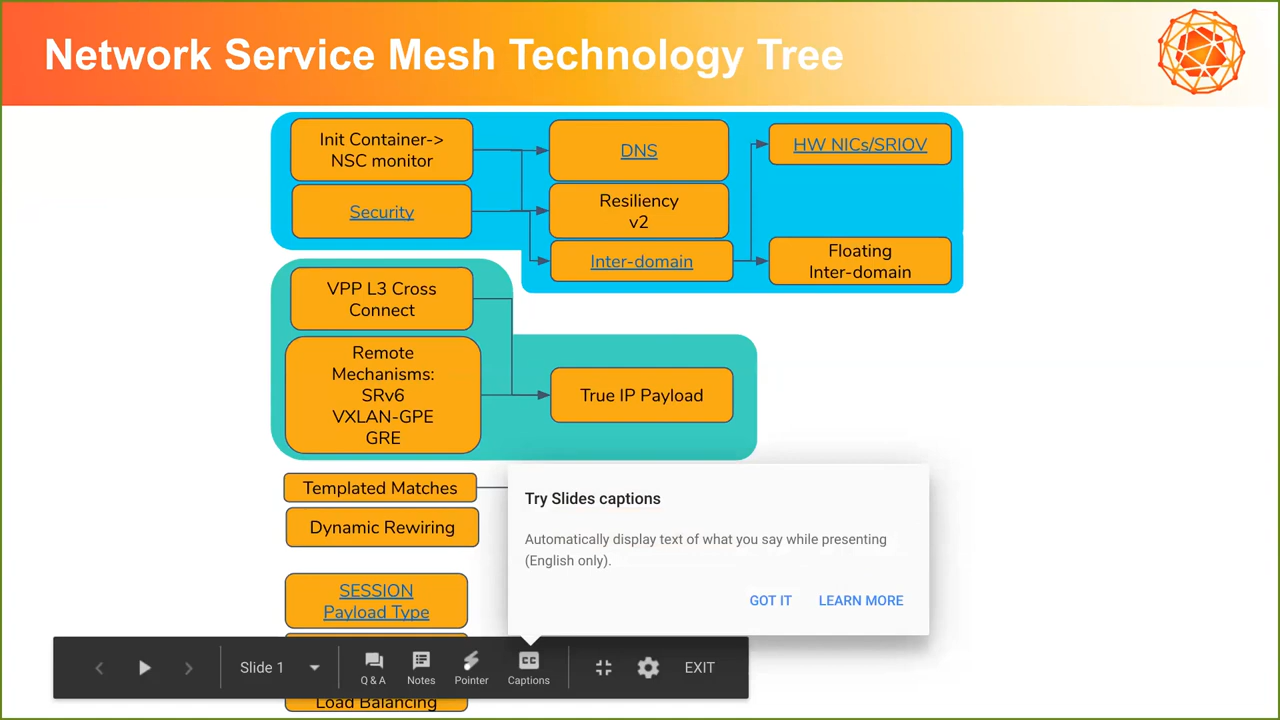 Network Service Mesh Technology Tree
Init Container->
NSC monitor
DNS
HW NICs/SRIOV
Security
Resiliency
v2
Inter-domain
Floating
Inter-domain
VPP L3 Cross
Connect
Remote
Mechanisms:
SRv6
VXLAN-GPE
GRE
True IP Payload
Templated Matches
Dynamic Rewiring
SESSION
Payload Type
Load Balancing
Try Slides captions
Automatically display text of what you say while presenting
(English only).
GOT IT
LEARN MORE
Slide 1
Q & A
Notes
Pointer
CC
Captions
EXIT